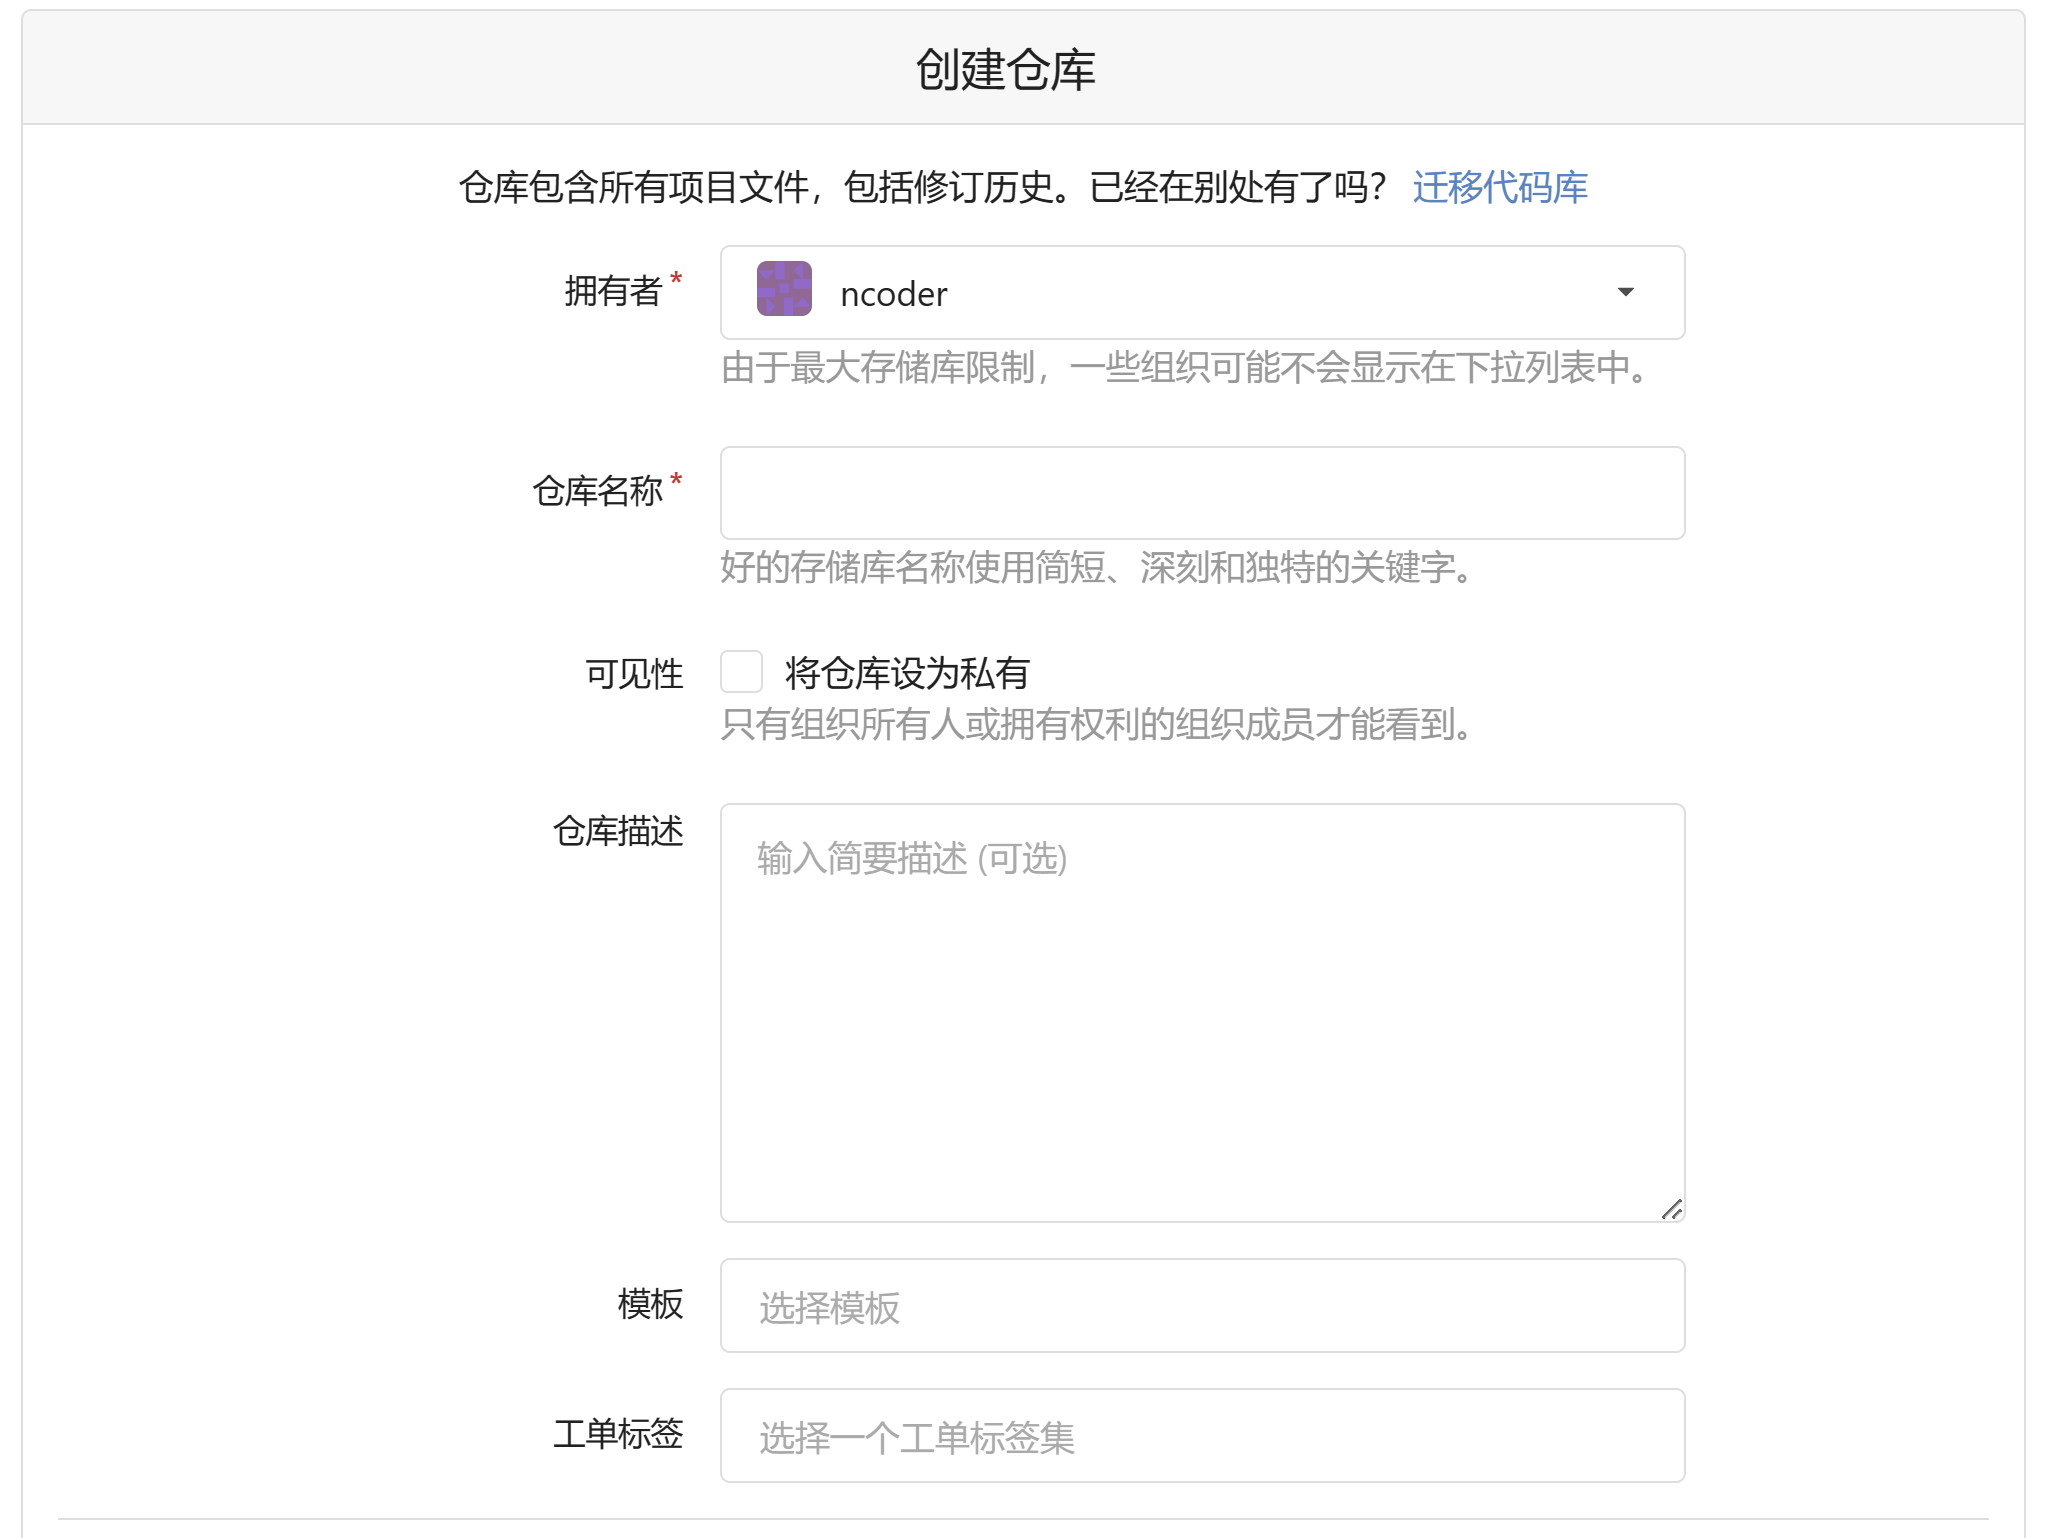 创建仓库
仓库包含所有项目文件，包括修订历史。已经在别处有了吗？ 迁移代码库
拥有者*
ncoder
由于最大存储库限制，一些组织可能不会显示在下拉列表中。
仓库名称*
好的存储库名称使用简短、深刻和独特的关键字。
可见性
将仓库设为私有
只有组织所有人或拥有权利的组织成员才能看到。
仓库描述
输入简要描述 (可选)
模板
选择模板
工单标签
选择一个工单标签集